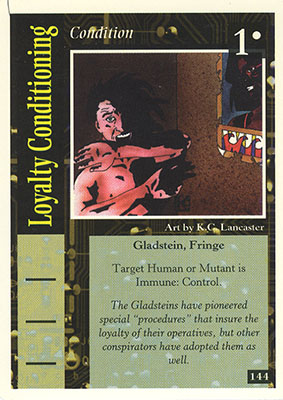 Loyalty Conditioning
Condition
1•
Art by K.C. Lancaster
Gladstein, Fringe
Target Human or Mutant is
Immune: Control.
The Gladsteins have pioneered
special “procedures” that insure the
loyalty of their operatives, but other
conspirators have adopted them as
well.
144